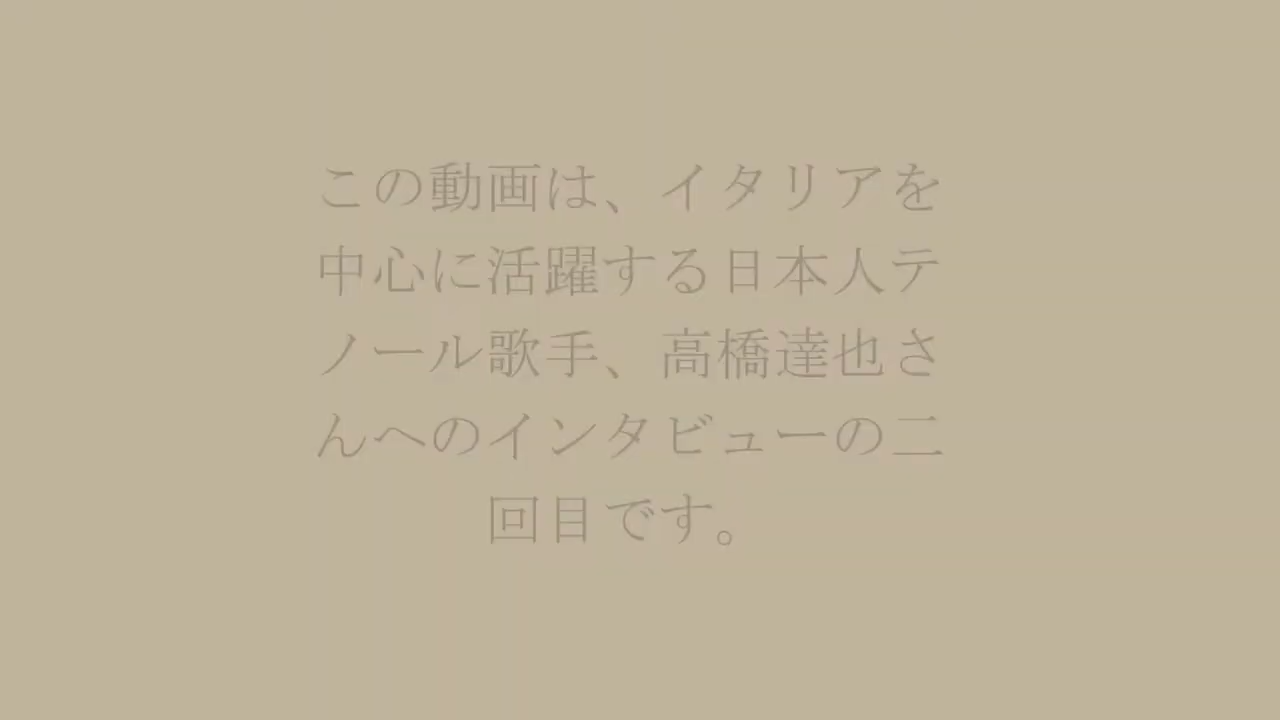 この動画は、イタリアを
中心に活躍する日本人テ
ノール歌手、高橋達也さ
んへのインタビューの二
回目です。